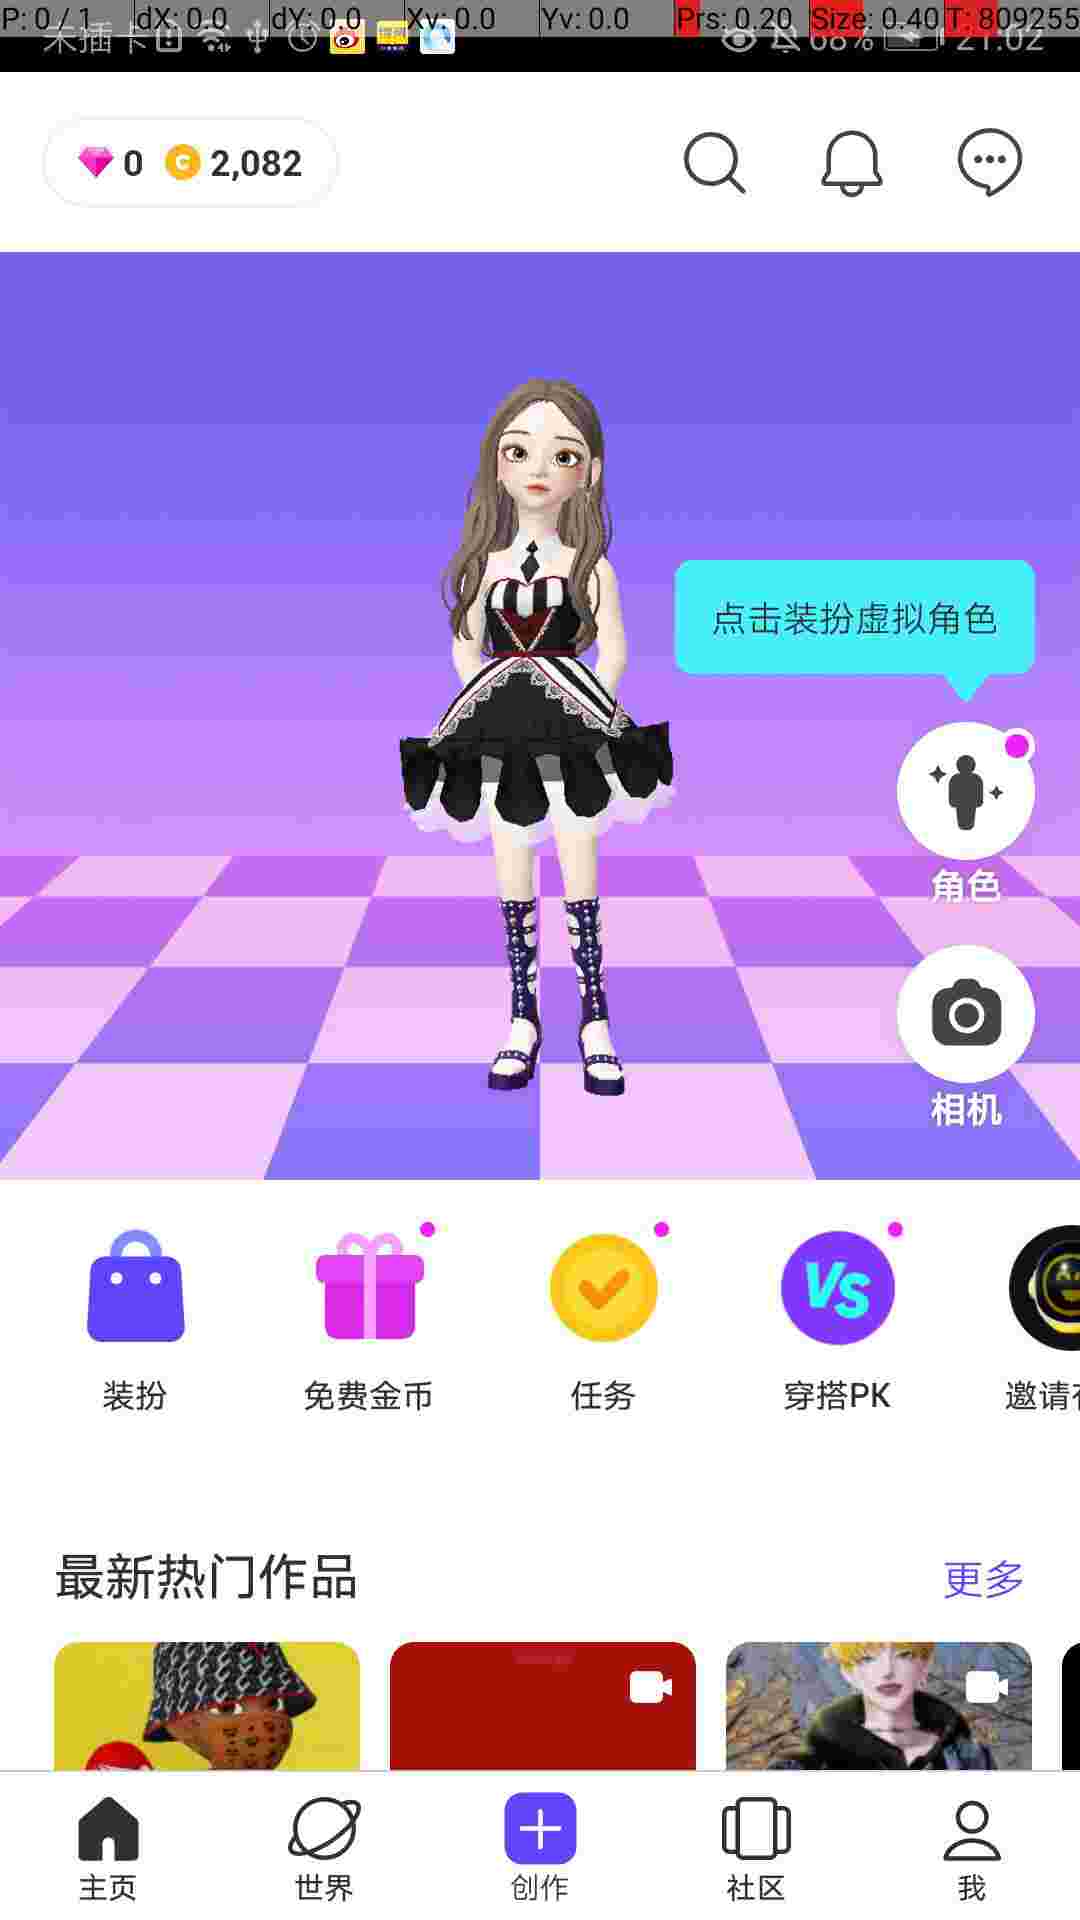 P: 0 / 1 dX: 0.0 dY: 0.0 Xv: 0.0 Yv: 0.0 Prs: 0.20 Size: 0.40 T: 809255
未插卡 68% 21:02
0 2,082
点击装扮虚拟角色
角色
相机
VS
装扮 免费金币 任务 穿搭PK 邀请
最新热门作品 更多
主页 世界 创作 社区 我